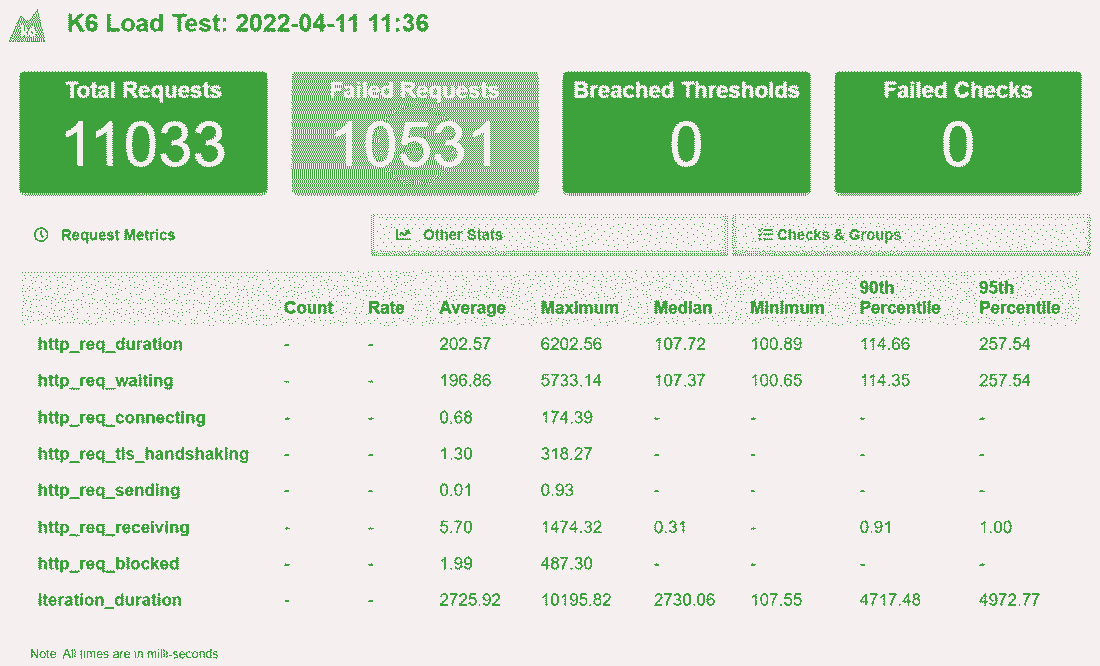 K6 Load Test: 2022-04-11 11:36
Total Requests
11033
Failed Requests
10531
Breached Thresholds
0
Failed Checks
0
Request Metrics
Other Stats
Checks & Groups
Count Rate Average Maximum Median Minimum 90th Percentile 95th Percentile
http_req_duration - - 202.57 6202.56 107.72 100.89 114.66 257.54
http_req_waiting - - 196.86 5733.14 107.37 100.65 114.35 257.54
http_req_connecting - - 0.68 174.39 - - - -
http_req_tls_handshaking - - 1.30 318.27 - - - -
http_req_sending - - 0.01 0.93 - - - -
http_req_receiving - - 5.70 1474.32 0.31 - 0.91 1.00
http_req_blocked - - 1.99 487.30 - - - -
iteration_duration - - 2725.92 10195.82 2730.06 107.55 4717.48 4972.77
Note: All times are in milli-seconds